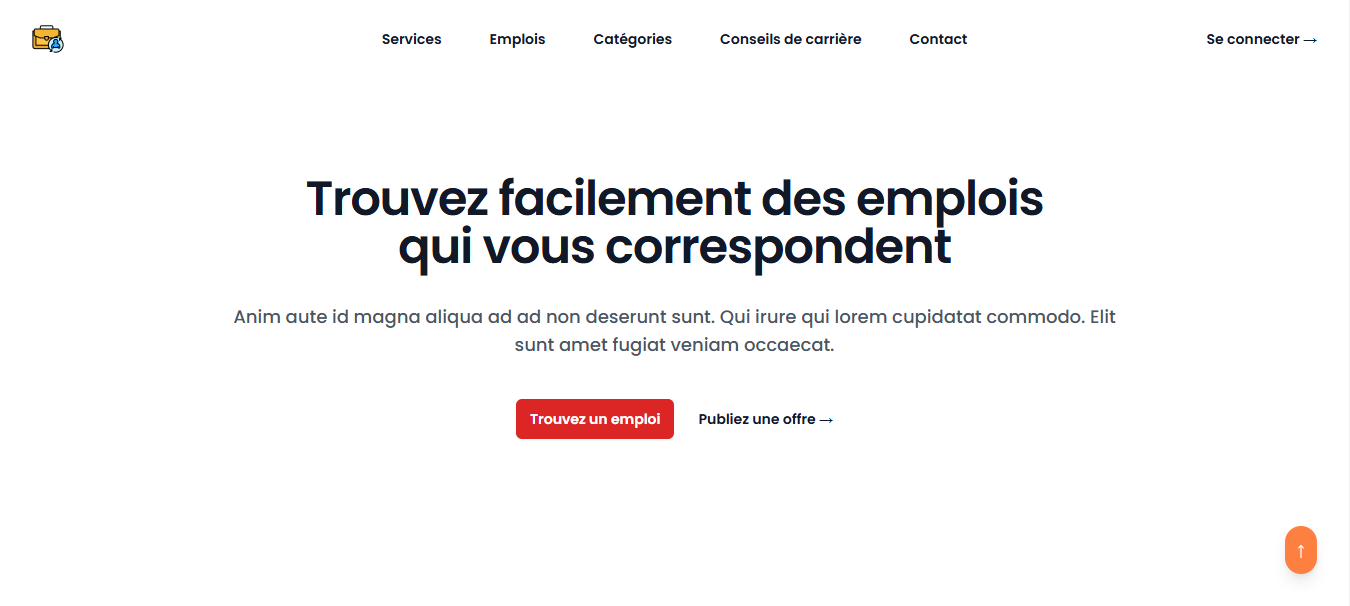 Services Emplois Catégories Conseils de carrière Contact Se connecter →
Trouvez facilement des emplois
qui vous correspondent
Anim aute id magna aliqua ad ad non deserunt sunt. Qui irure qui lorem cupidatat commodo. Elit
sunt amet fugiat veniam occaecat.
Trouvez un emploi Publiez une offre →
↑